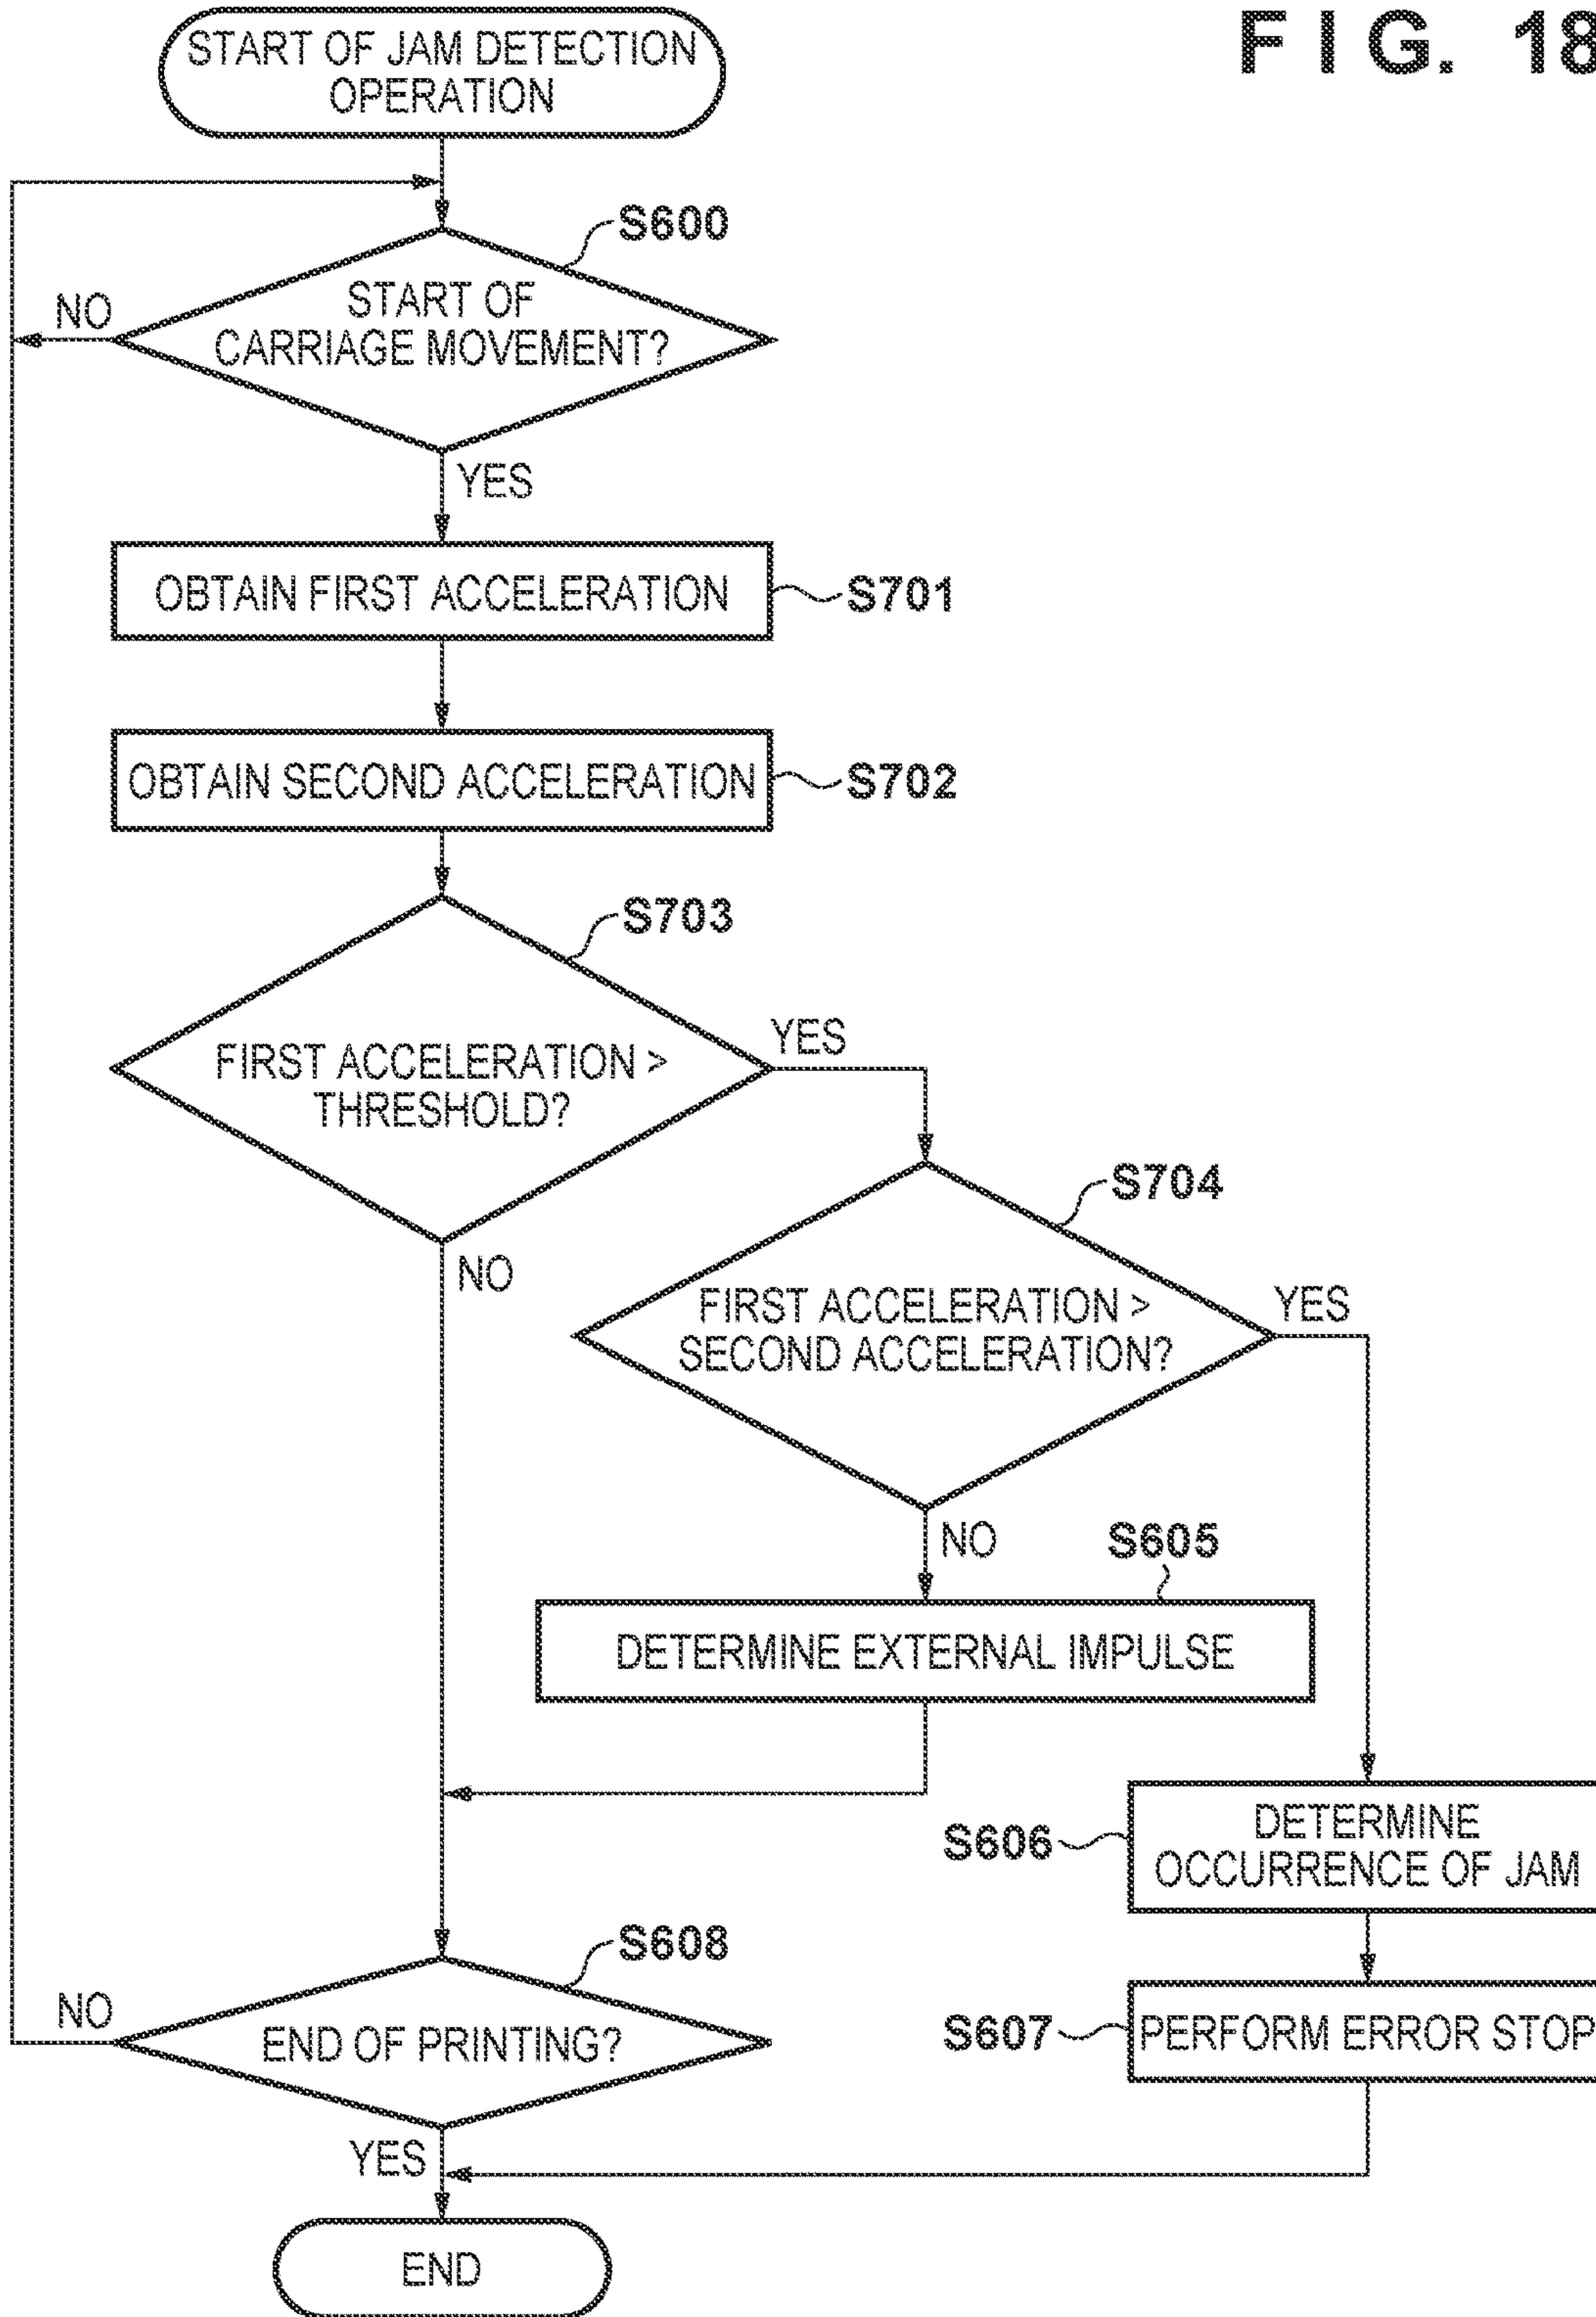 F I G. 18
START OF JAM DETECTION
OPERATION
S600
START OF
CARRIAGE MOVEMENT?
NO
YES
OBTAIN FIRST ACCELERATION
S701
OBTAIN SECOND ACCELERATION
S702
S703
FIRST ACCELERATION >
THRESHOLD?
YES
NO
S704
FIRST ACCELERATION >
SECOND ACCELERATION?
YES
NO
S605
DETERMINE EXTERNAL IMPULSE
S606
DETERMINE
OCCURRENCE OF JAM
S607
PERFORM ERROR STOP
S608
END OF PRINTING?
NO
YES
END